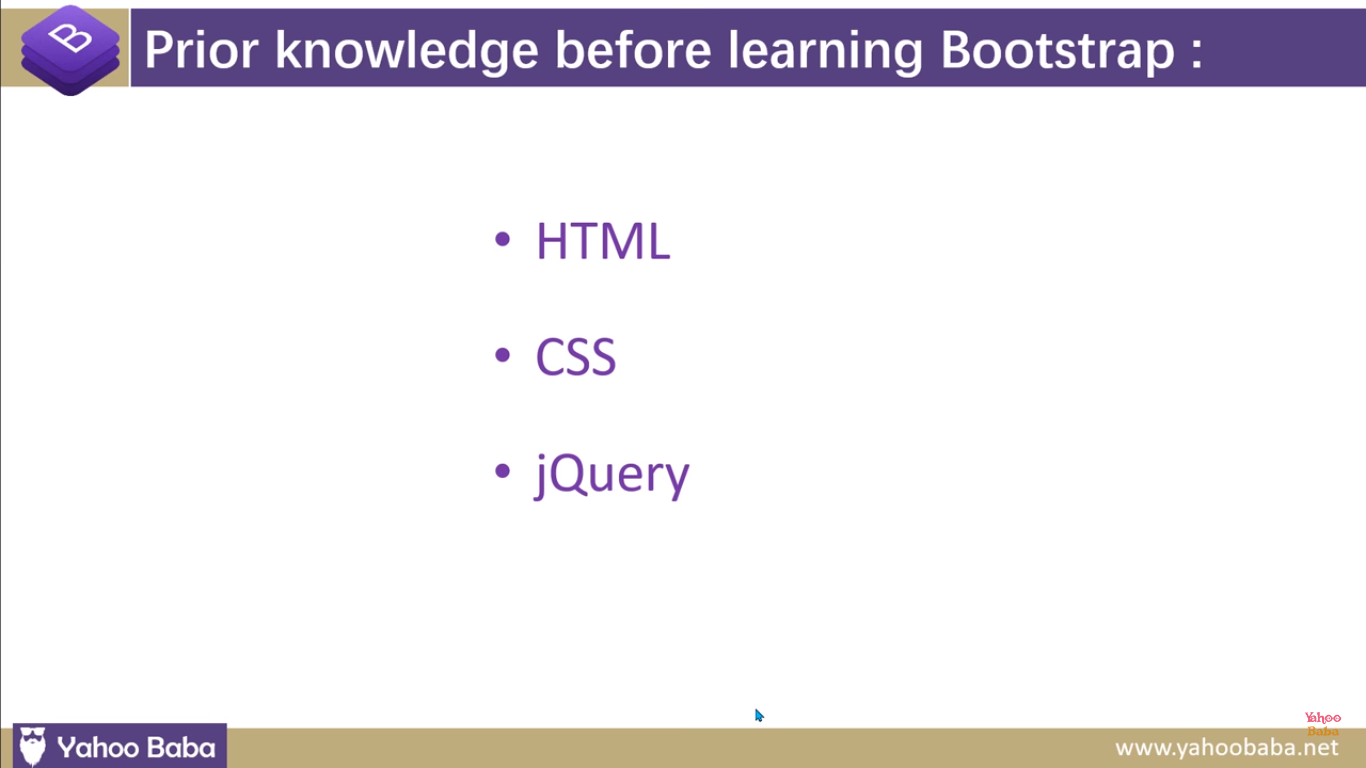 B
Prior knowledge before learning Bootstrap :
• HTML
• CSS
• jQuery
Yahoo Baba
www.yahoobaba.net
Yahoo
Baba